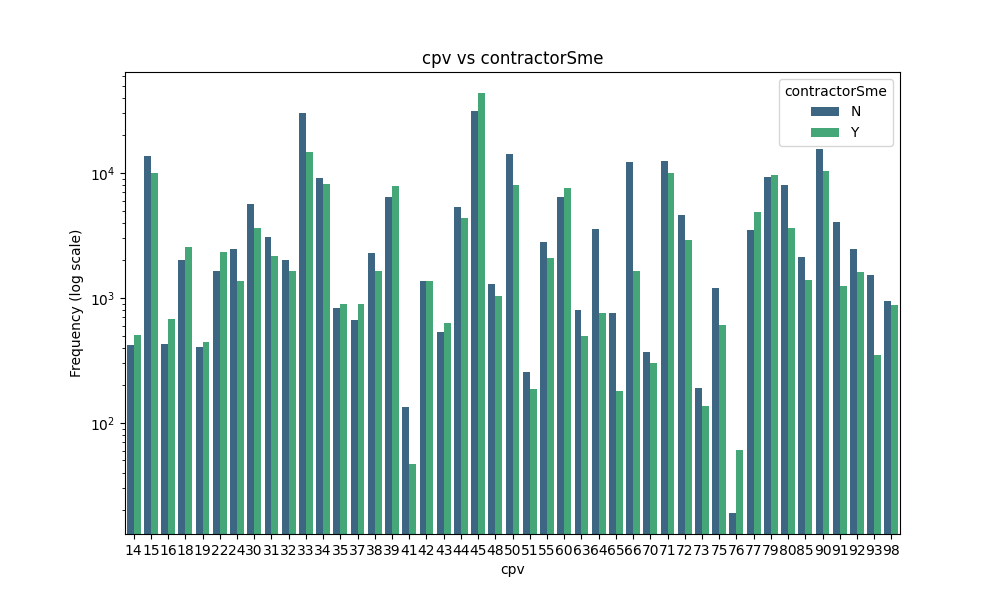 cpv vs contractorSme
contractorSme
N
Y
10⁴
10³
10²
Frequency (log scale)
14 15 16 18 19 22 24 30 31 32 33 34 35 37 38 39 41 42 43 44 45 48 50 51 55 60 63 64 65 66 70 71 72 73 75 76 77 79 80 85 90 91 92 93 98
cpv